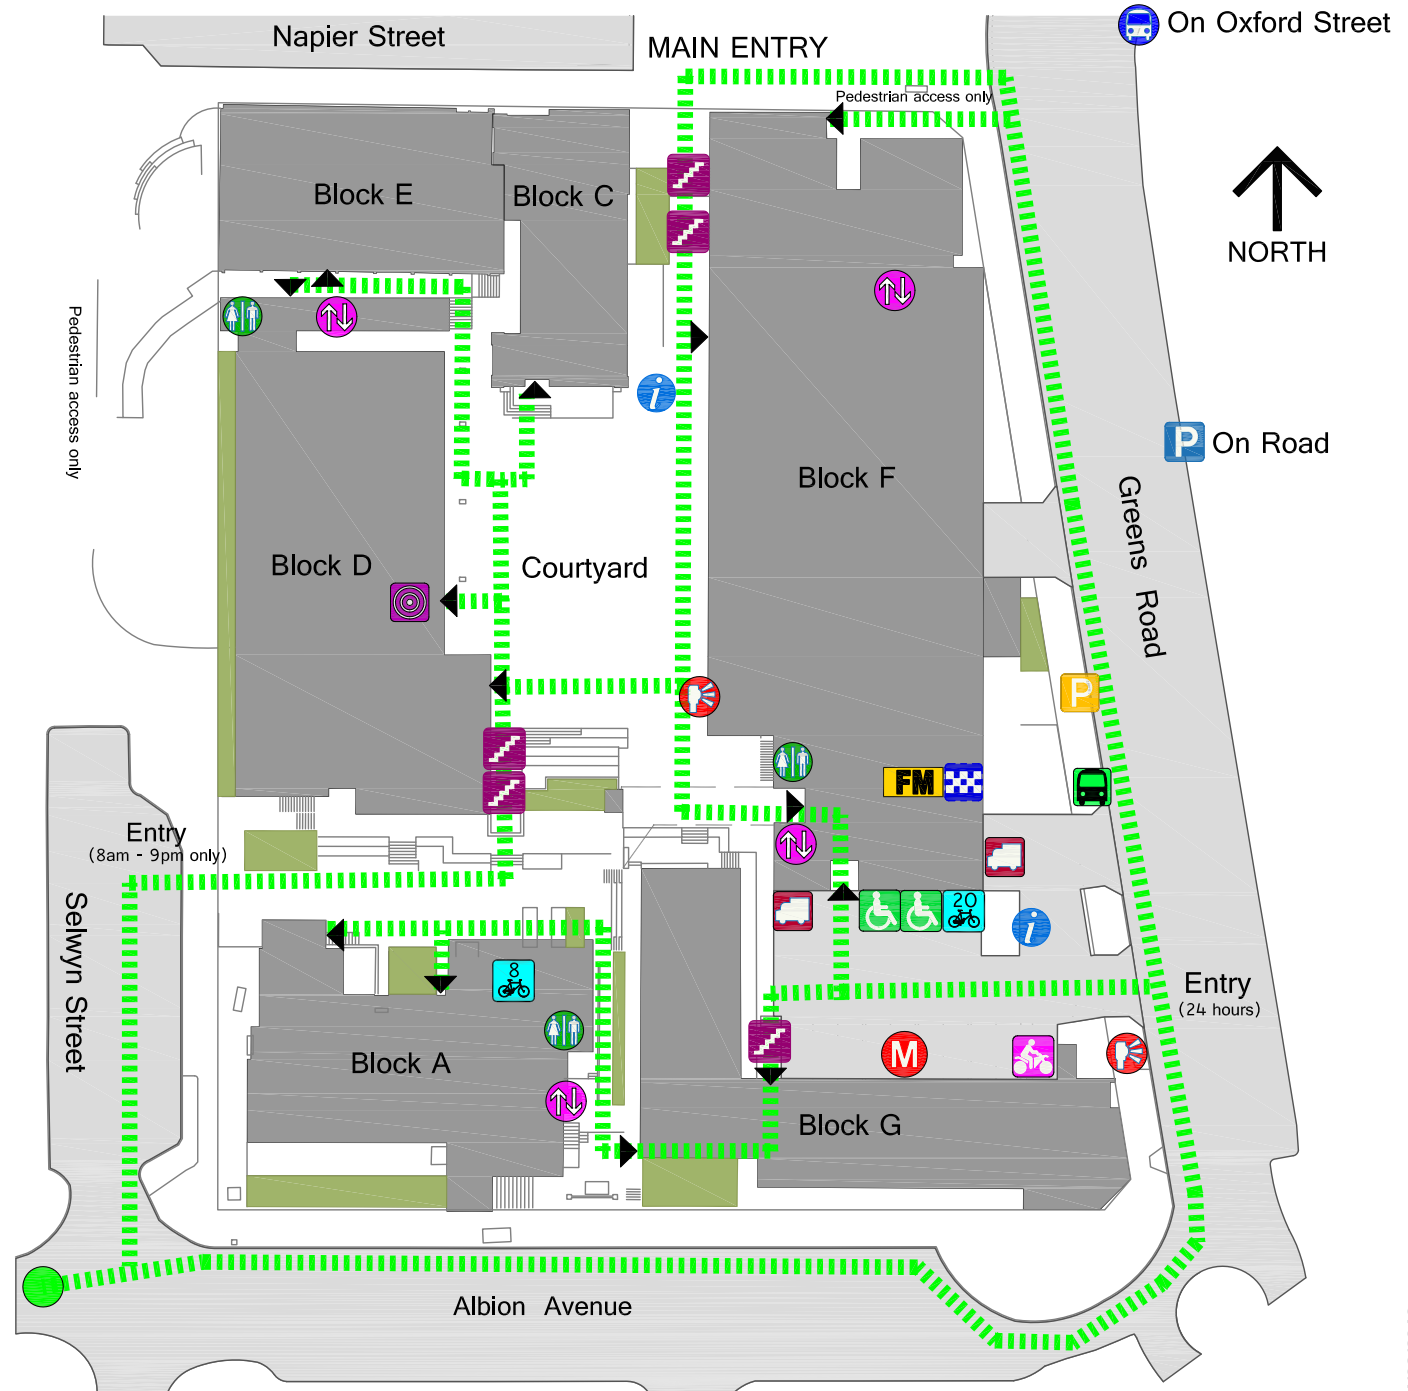 On Oxford Street
Napier Street
MAIN ENTRY
Pedestrian access only
Block E
Block C
NORTH
Pedestrian access only
i
P On Road
Block F
Greens Road
Block D
Courtyard
P
FM
Entry
(8am - 9pm only)
20
i
Selwyn Street
8
Entry
(24 hours)
M
Block A
Block G
Albion Avenue